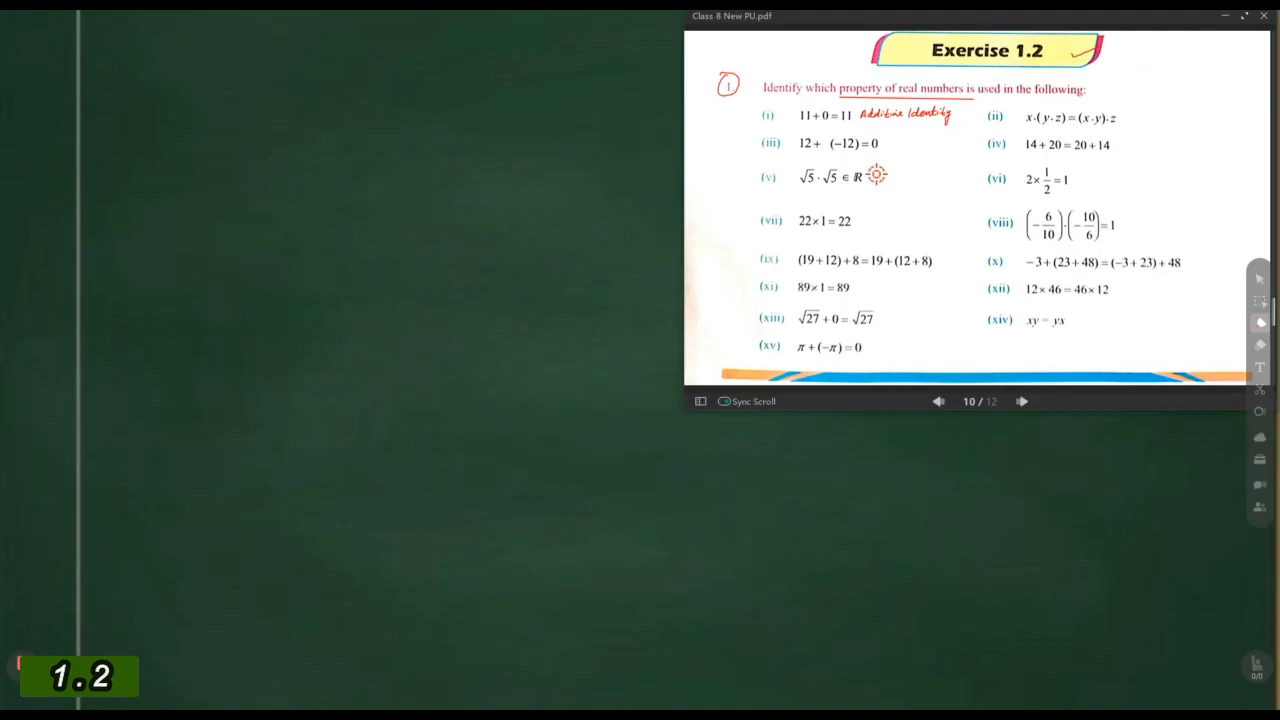 Class 8 New PU.pdf
Exercise 1.2
1. Identify which property of real numbers is used in the following:
(i) 11 + 0 = 11 Additive Identity (ii) x·(y·z) = (x·y)·z
(iii) 12 + (−12) = 0 (iv) 14 + 20 = 20 + 14
(v) √5 · √5 ∈ ℝ (vi) 2 × 1/2 = 1
(vii) 22 × 1 = 22 (viii) (−6/10)·(−10/6) = 1
(ix) (19 + 12) + 8 = 19 + (12 + 8) (x) −3 + (23 + 48) = (−3 + 23) + 48
(xi) 89 × 1 = 89 (xii) 12 × 46 = 46 × 12
(xiii) √27 + 0 = √27 (xiv) xy = yx
(xv) π + (−π) = 0
Sync Scroll 10 / 12
1.2
0/0